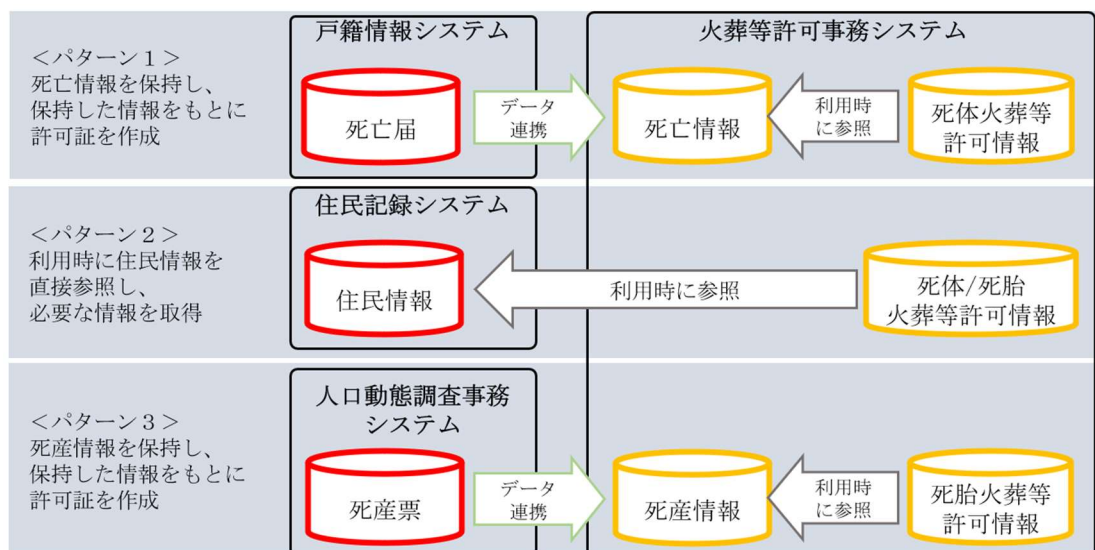 戸籍情報システム
火葬等許可事務システム
＜パターン１＞
死亡情報を保持し、
保持した情報をもとに
許可証を作成
死亡届
データ
連携
死亡情報
利用時
に参照
死体火葬等
許可情報
住民記録システム
＜パターン２＞
利用時に住民情報を
直接参照し、
必要な情報を取得
住民情報
利用時に参照
死体/死胎
火葬等許可情報
人口動態調査事務
システム
＜パターン３＞
死産情報を保持し、
保持した情報をもとに
許可証を作成
死産票
データ
連携
死産情報
利用時
に参照
死胎火葬等
許可情報